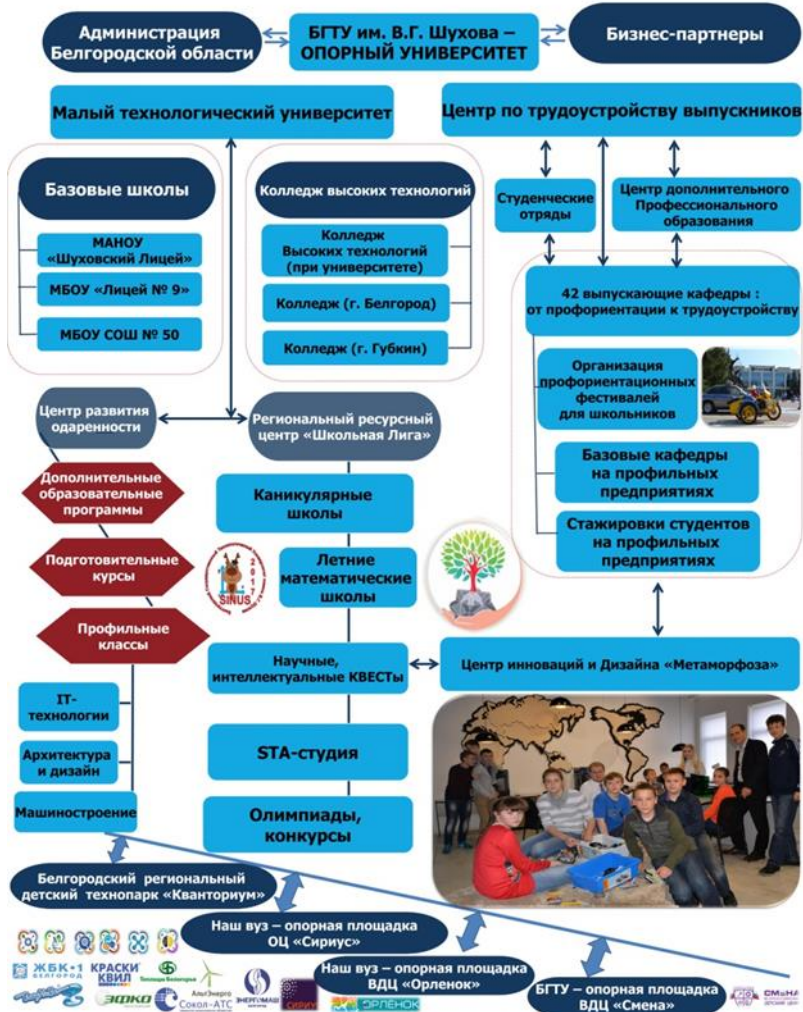 Администрация
Белгородской области
БГТУ им. В.Г. Шухова –
ОПОРНЫЙ УНИВЕРСИТЕТ
Бизнес-партнеры
Малый технологический университет
Центр по трудоустройству выпускников
Базовые школы
МАНОУ
«Шуховский Лицей»
МБОУ «Лицей № 9»
МБОУ СОШ № 50
Колледж высоких технологий
Колледж
Высоких технологий
(при университете)
Колледж (г. Белгород)
Колледж (г. Губкин)
Студенческие
отряды
Центр дополнительного
Профессионального
образования
42 выпускающие кафедры :
от профориентации к трудоустройству
Организация
профориентационных
фестивалей
для школьников
Базовые кафедры
на профильных
предприятиях
Стажировки студентов
на профильных
предприятиях
Центр развития
одаренности
Региональный ресурсный
центр «Школьная Лига»
Дополнительные
образовательные
программы
Подготовительные
курсы
Профильные
классы
IT-
технологии
Архитектура
и дизайн
Машиностроение
Каникулярные
школы
Летние
математические
школы
2017
SINUS
Научные,
интеллектуальные КВЕСТы
Центр инноваций и Дизайна «Метаморфоза»
STA-студия
Олимпиады,
конкурсы
Белгородский региональный
детский технопарк «Кванториум»
Наш вуз – опорная площадка
ОЦ «Сириус»
Наш вуз – опорная площадка
ВДЦ «Орленок»
БГТУ – опорная площадка
ВДЦ «Смена»
ЖБК•1
БЕЛГОРОД
КРАСКИ
КВИЛ
Теплицы Белогорья
ЭФКО
АльтЭнерго
Сокол-АТС
ЭНЕРГОМАШ
СИРИУС
ОРЛЁНОК
СМЕНА